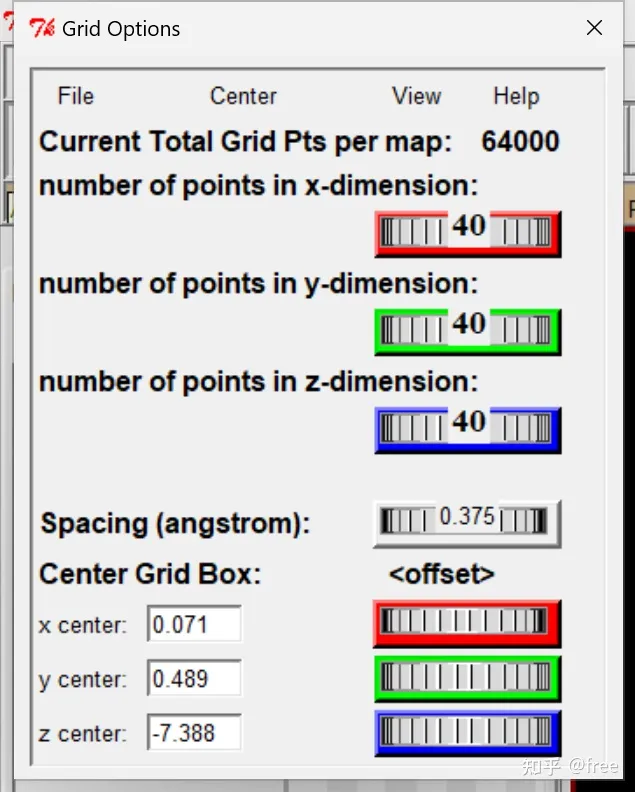 Grid Options
File Center View Help
Current Total Grid Pts per map: 64000
number of points in x-dimension:
40
number of points in y-dimension:
40
number of points in z-dimension:
40
Spacing (angstrom): 0.375
Center Grid Box: <offset>
x center: 0.071
y center: 0.489
z center: -7.388
知乎 @free